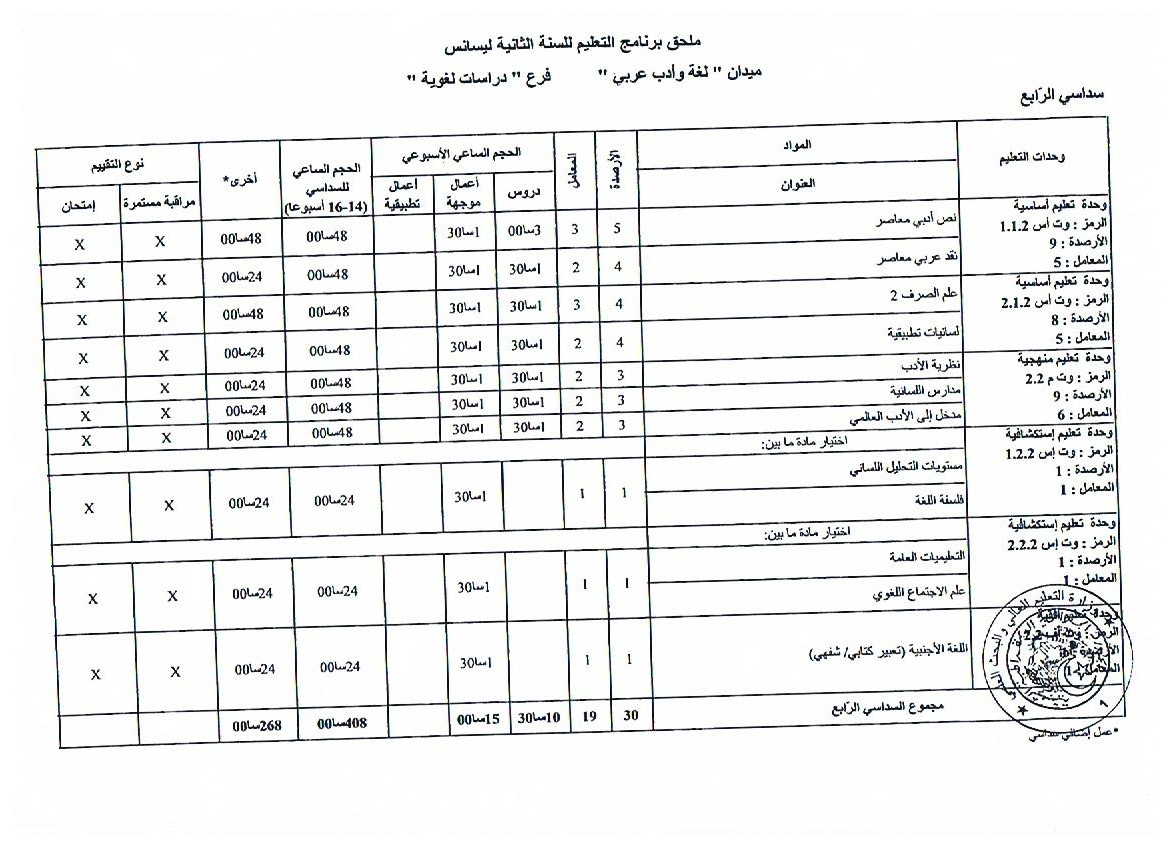 ملحق برنامج التعليم للسنة الثانية ليسانس
ميدان " لغة وأدب عربي" فرع " دراسات لغوية "
سداسي الرّابع
وحدات التعليم المواد الأرصدة المعامل الحجم الساعي الأسبوعي الحجم الساعي للسداسي (14-16 أسبوعا) أخرى* نوع التقييم
العنوان دروس أعمال موجهة اعمال تطبيقية مراقبة مستمرة إمتحان
وحدة تعليم أساسية
الرمز : وت أس 1.1.2
الأرصدة : 9
المعامل : 5
نص أدبي معاصر 5 3 3سا00 1سا30 48سا00 48سا00 X X
نقد عربي معاصر 4 2 1سا30 1سا30 48سا00 24سا00 X X
وحدة تعليم أساسية
الرمز : وت أس 2.1.2
الأرصدة : 8
المعامل : 5
علم الصرف 2 4 3 1سا30 1سا30 48سا00 48سا00 X X
لسانيات تطبيقية 4 2 1سا30 1سا30 48سا00 24سا00 X X
وحدة تعليم منهجية
الرمز : وت م 2.2
الأرصدة : 9
المعامل : 6
نظرية الأدب 3 2 1سا30 1سا30 48سا00 24سا00 X X
مدارس اللسانية 3 2 1سا30 1سا30 48سا00 24سا00 X X
مدخل إلى الأدب العالمي 3 2 1سا30 1سا30 48سا00 24سا00 X X
وحدة تعليم إستكشافية
الرمز : وت إس 1.2.2
الأرصدة : 1
المعامل : 1
اختيار مادة ما بين:
مستويات التحليل اللساني
فلسفة اللغة
1 1 1سا30 24سا00 24سا00 X X
وحدة تعليم إستكشافية
الرمز : وت إس 2.2.2
الأرصدة : 1
المعامل : 1
اختيار مادة ما بين:
التعليميات العامة
علم الاجتماع اللغوي
1 1 1سا30 24سا00 24سا00 X X
وحدة تعليم
الرمز :
اللغة الأجنبية (تعبير كتابي/ شفهي) 1 1 1سا30 24سا00 24سا00 X X
مجموع السداسي الرّابع 30 19 10سا30 15سا00 408سا00 268سا00
*عمل إضافي سداسي
وزارة التعليم العالي والبحث العلمي
1